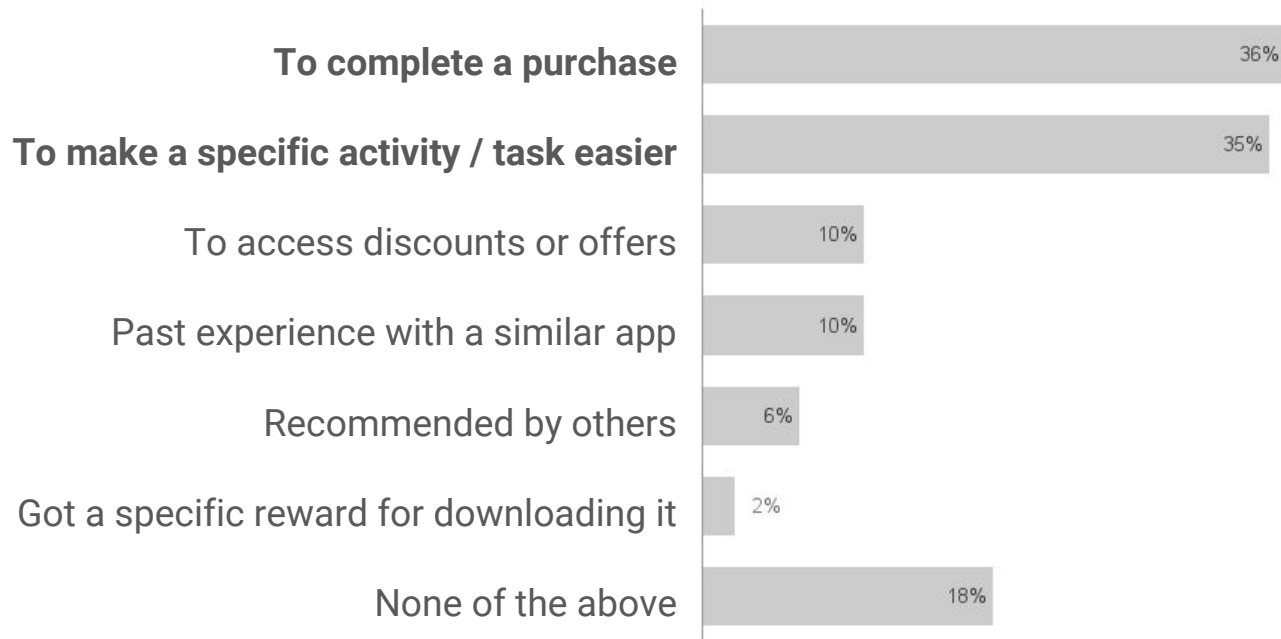 To complete a purchase 36%
To make a specific activity / task easier 35%
To access discounts or offers 10%
Past experience with a similar app 10%
Recommended by others 6%
Got a specific reward for downloading it 2%
None of the above 18%